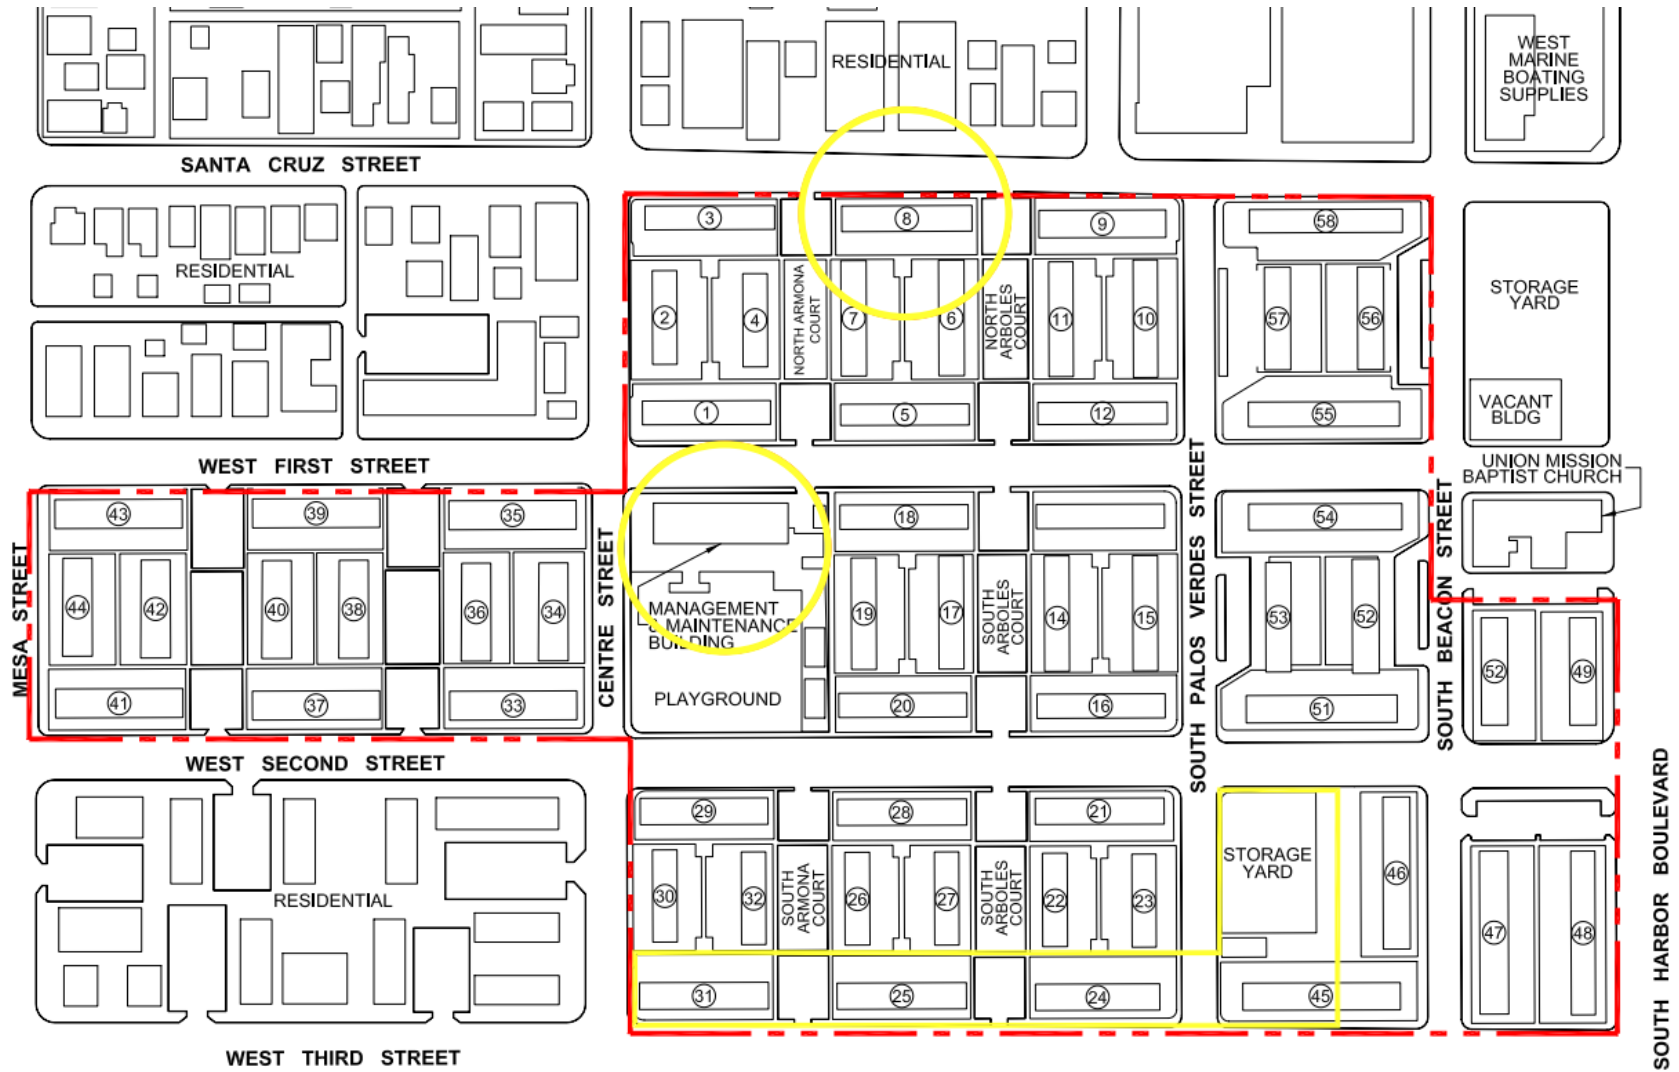 RESIDENTIAL
WEST
MARINE
BOATING
SUPPLIES
SANTA CRUZ STREET
3
8
9
58
RESIDENTIAL
2
4
NORTH ARMONA
COURT
7
6
NORTH
ARBOLES
COURT
11
10
57
56
STORAGE
YARD
1
5
12
55
VACANT
BLDG
WEST FIRST STREET
UNION MISSION
BAPTIST CHURCH
43
39
35
18
54
MESA STREET
44
42
40
38
36
34
CENTRE STREET
MANAGEMENT
& MAINTENANCE
BUILDING
19
17
SOUTH
ARBOLES
COURT
14
15
SOUTH PALOS VERDES STREET
53
52
SOUTH BEACON STREET
52
49
41
37
33
PLAYGROUND
20
16
51
WEST SECOND STREET
29
28
21
STORAGE
YARD
46
SOUTH HARBOR BOULEVARD
RESIDENTIAL
30
32
SOUTH
ARMONA
COURT
26
27
SOUTH
ARBOLES
COURT
22
23
47
48
31
25
24
45
WEST THIRD STREET